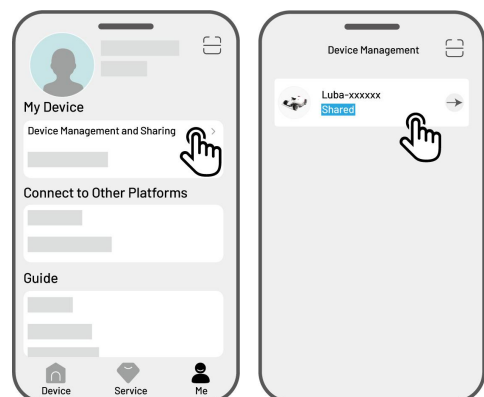 My Device
Device Management and Sharing
Connect to Other Platforms
Guide
Device Service Me
Device Management
Luba-xxxxxx
Shared